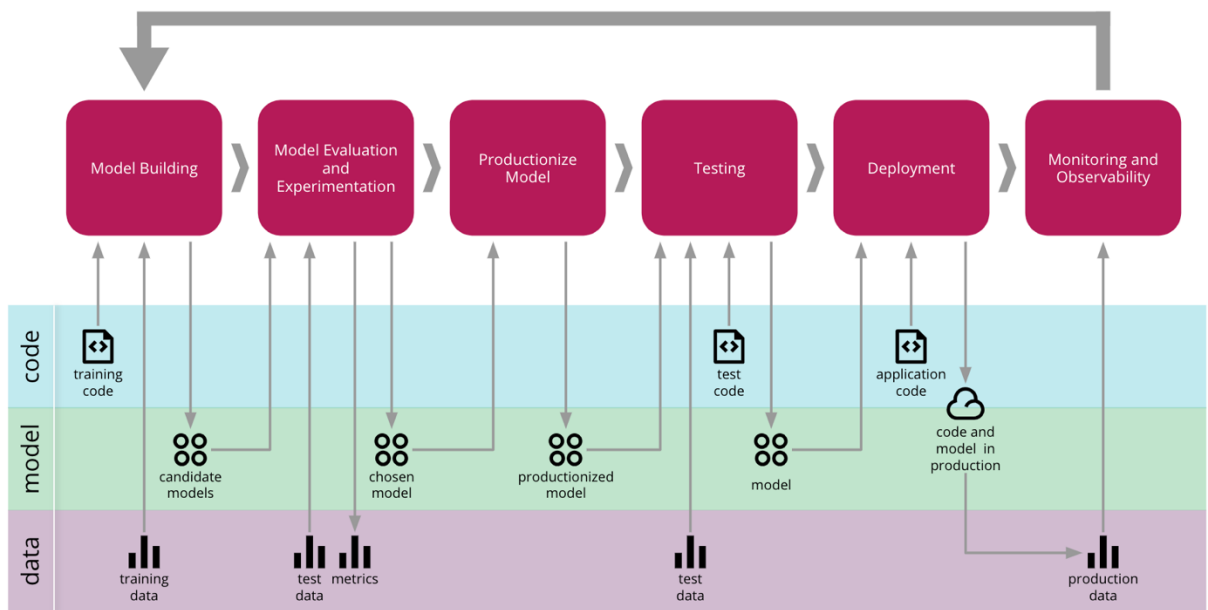 Model Building
Model Evaluation
and
Experimentation
Productionize
Model
Testing
Deployment
Monitoring and
Observability
code
training
code
test
code
application
code
model
candidate
models
chosen
model
productionized
model
model
code and
model in
production
data
training
data
test
data
metrics
test
data
production
data